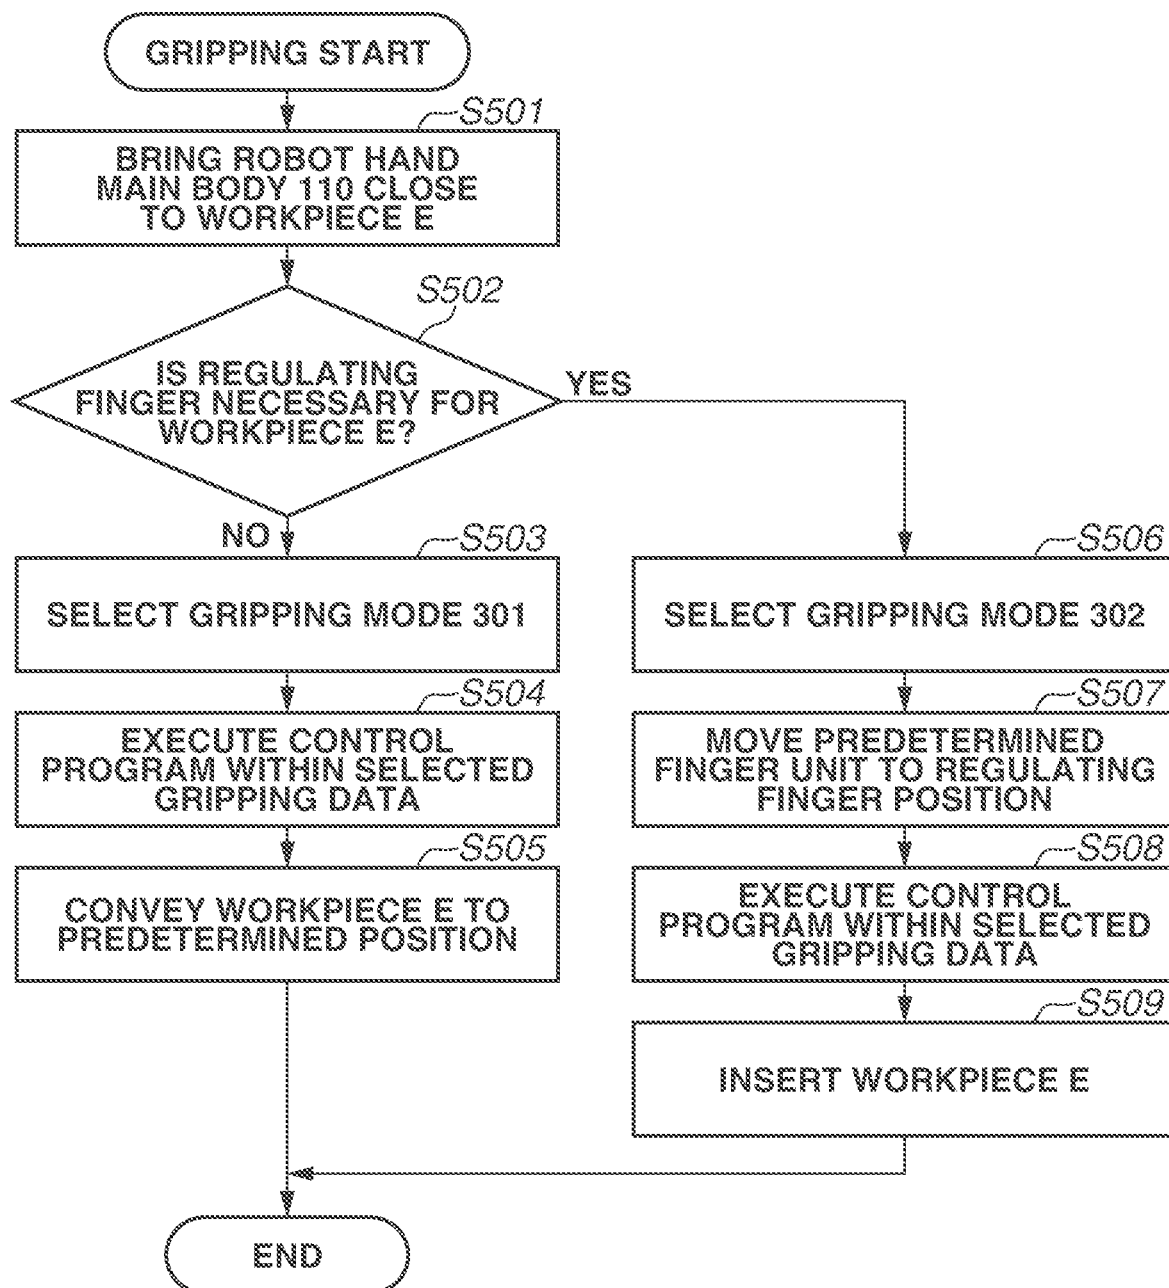 GRIPPING START
S501
BRING ROBOT HAND
MAIN BODY 110 CLOSE
TO WORKPIECE E
S502
IS REGULATING
FINGER NECESSARY FOR
WORKPIECE E?
YES
NO
S503
SELECT GRIPPING MODE 301
S504
EXECUTE CONTROL
PROGRAM WITHIN SELECTED
GRIPPING DATA
S505
CONVEY WORKPIECE E TO
PREDETERMINED POSITION
S506
SELECT GRIPPING MODE 302
S507
MOVE PREDETERMINED
FINGER UNIT TO REGULATING
FINGER POSITION
S508
EXECUTE CONTROL
PROGRAM WITHIN SELECTED
GRIPPING DATA
S509
INSERT WORKPIECE E
END